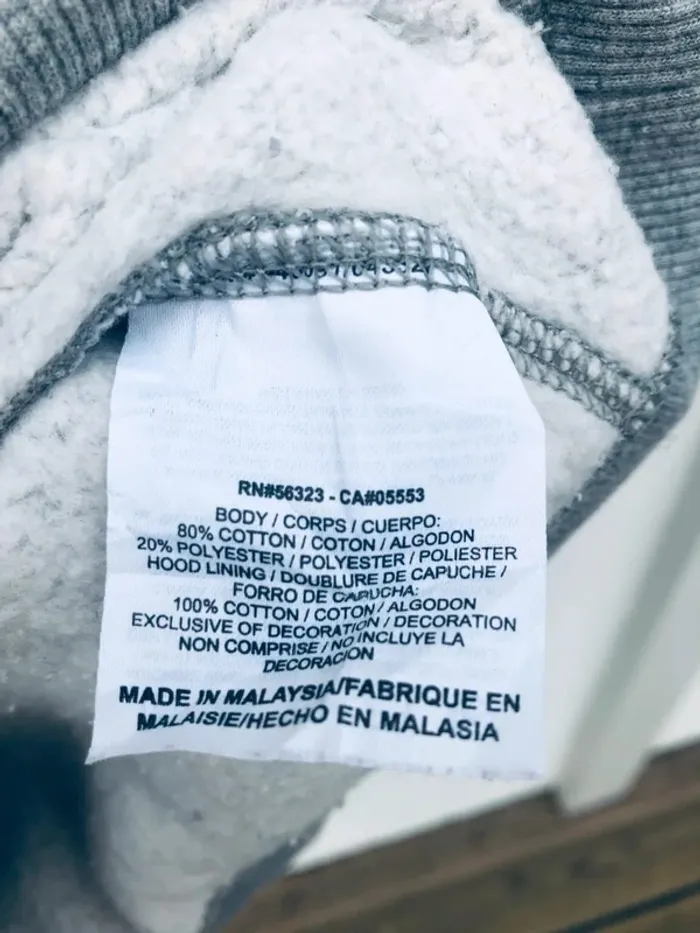 RN#56323 - CA#05553
BODY / CORPS / CUERPO:
80% COTTON / COTON / ALGODON
20% POLYESTER / POLYESTER / POLIESTER
HOOD LINING / DOUBLURE DE CAPUCHE /
FORRO DE CAPUCHA:
100% COTTON / COTON / ALGODON
EXCLUSIVE OF DECORATION / DECORATION
NON COMPRISE / NO INCLUYE LA
DECORACION
MADE IN MALAYSIA/FABRIQUE EN
MALAISIE/HECHO EN MALASIA